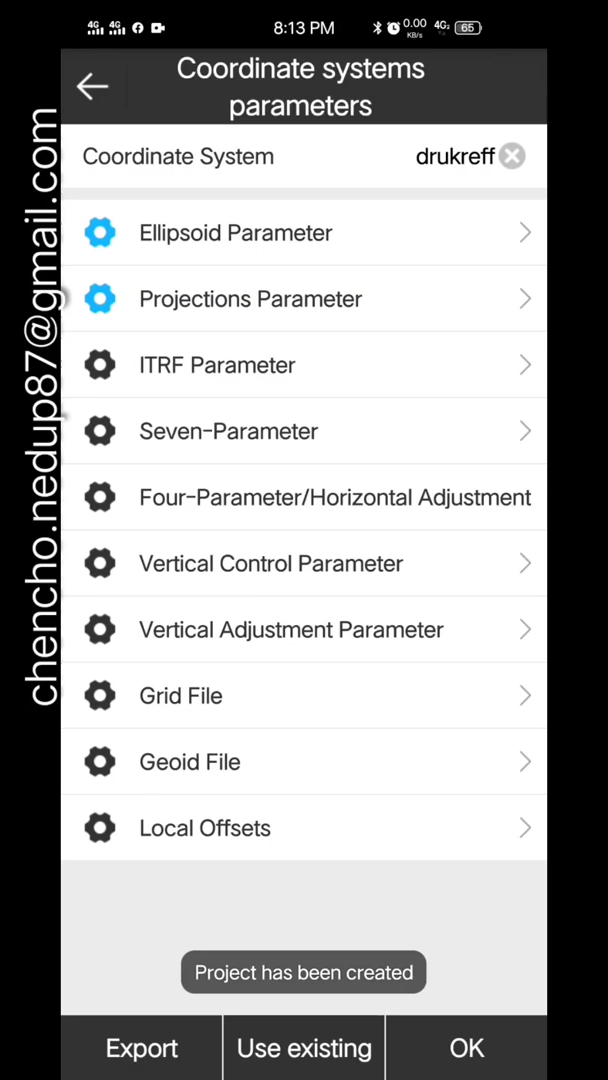 4G 4G 8:13 PM 0.00 KB/s 4G2 65
Coordinate systems
parameters
Coordinate System drukreff
Ellipsoid Parameter
Projections Parameter
ITRF Parameter
Seven-Parameter
Four-Parameter/Horizontal Adjustment
Vertical Control Parameter
Vertical Adjustment Parameter
Grid File
Geoid File
Local Offsets
Project has been created
Export Use existing OK
chencho.nedup87@gmail.com